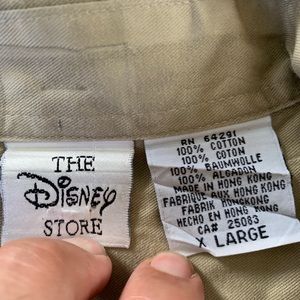 THE
Disney
STORE
RN 64291
100% COTTON
100% COTON
100% BAUMWOLLE
100% ALGODON
MADE IN HONG KONG
FABRIQUE AUX HONG KONG
FABRIK HONGKONG
HECHO EN HONG KONG
CA# 25083
X LARGE